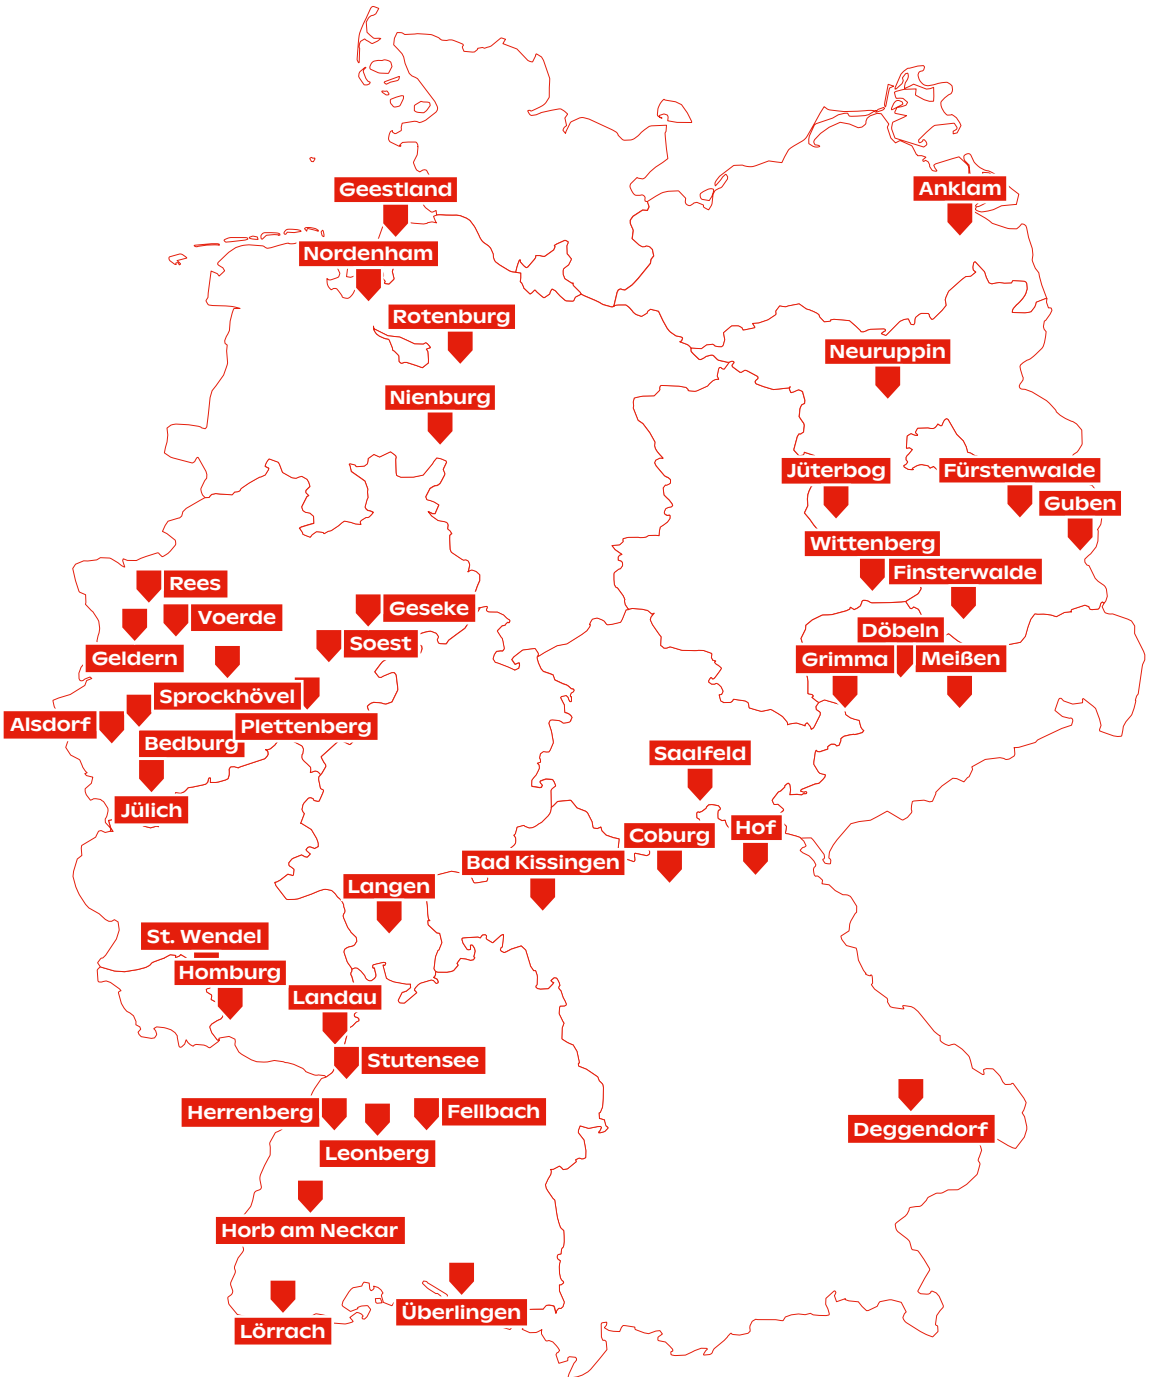 Geestland
Anklam
Nordenham
Rotenburg
Neuruppin
Nienburg
Jüterbog
Fürstenwalde
Guben
Wittenberg
Finsterwalde
Rees
Geseke
Voerde
Döbeln
Soest
Geldern
Grimma
Meißen
Sprockhövel
Alsdorf
Plettenberg
Bedburg
Saalfeld
Jülich
Hof
Coburg
Bad Kissingen
Langen
St. Wendel
Homburg
Landau
Stutensee
Herrenberg
Fellbach
Deggendorf
Leonberg
Horb am Neckar
Überlingen
Lörrach